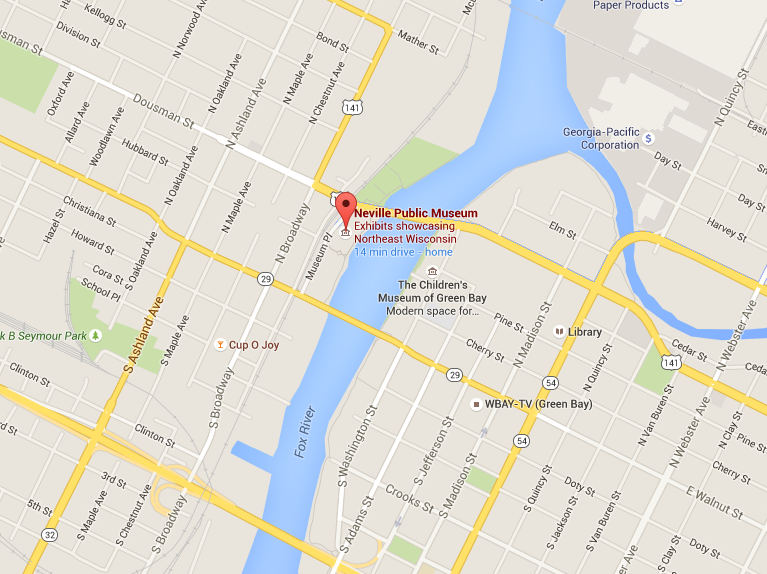 Paper Products
Kellogg St
Division St
N Norwood Ave
Bond St
Mather St
Dousman St
Oxford Ave
Allard Ave
Woodlawn Ave
N Oakland Ave
N Ashland Ave
N Maple Ave
N Chestnut Ave
141
N Quincy St
Georgia-Pacific
Corporation
Day St
Day St
Harvey St
Hubbard St
N Oakland Ave
N Maple Ave
Christiana St
Hazel St
Howard St
S Oakland Ave
Cora St
School Pl
N Broadway
Museum Pl
29
Neville Public Museum
Exhibits showcasing
Northeast Wisconsin
14 min drive - home
Elm St
The Children's
Museum of Green Bay
Modern space for...
Pine St
Cherry St
N Madison St
Library
N Quincy St
Cedar St
141
N Webster Ave
B Seymour Park
S Ashland Ave
S Maple Ave
Cup O Joy
S Broadway
29
54
WBAY-TV (Green Bay)
N Van Buren St
N Webster Ave
N Clay St
Pine St
Cherry St
E Walnut St
Clinton St
Clinton St
Fox River
S Washington St
S Jefferson St
S Madison St
54
3rd St
5th St
S Maple Ave
S Chestnut Ave
S Broadway
32
Crooks St
S Adams St
S Quincy St
Doty St
S Jackson St
S Van Buren St
S Webster Ave
S Clay St
Doty St